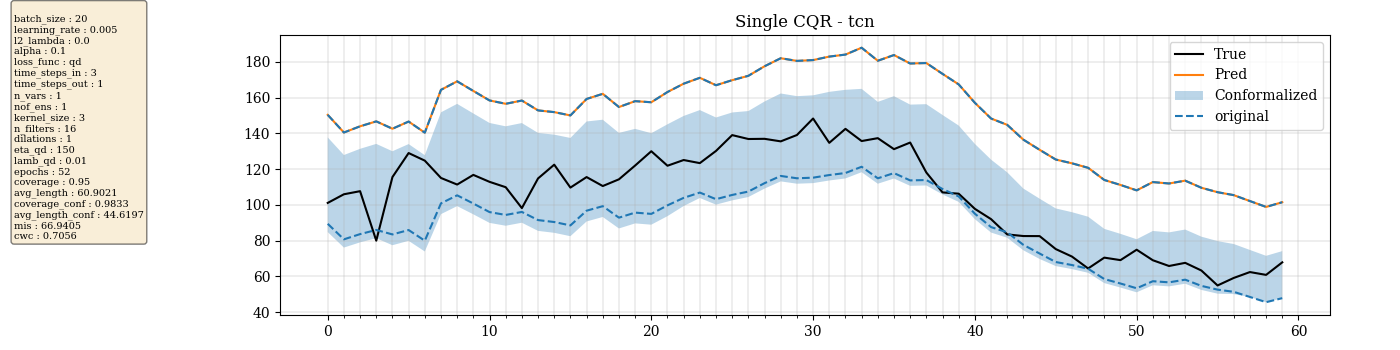 batch_size : 20
learning_rate : 0.005
l2_lambda : 0.0
alpha : 0.1
loss_func : qd
time_steps_in : 3
time_steps_out : 1
n_vars : 1
nof_ens : 1
kernel_size : 3
n_filters : 16
dilations : 1
eta_qd : 150
lamb_qd : 0.01
epochs : 52
coverage : 0.95
avg_length : 60.9021
coverage_conf : 0.9833
avg_length_conf : 44.6197
mis : 66.9405
cwc : 0.7056
Single CQR - tcn
True
Pred
Conformalized
original
180
160
140
120
100
80
60
40
0 10 20 30 40 50 60